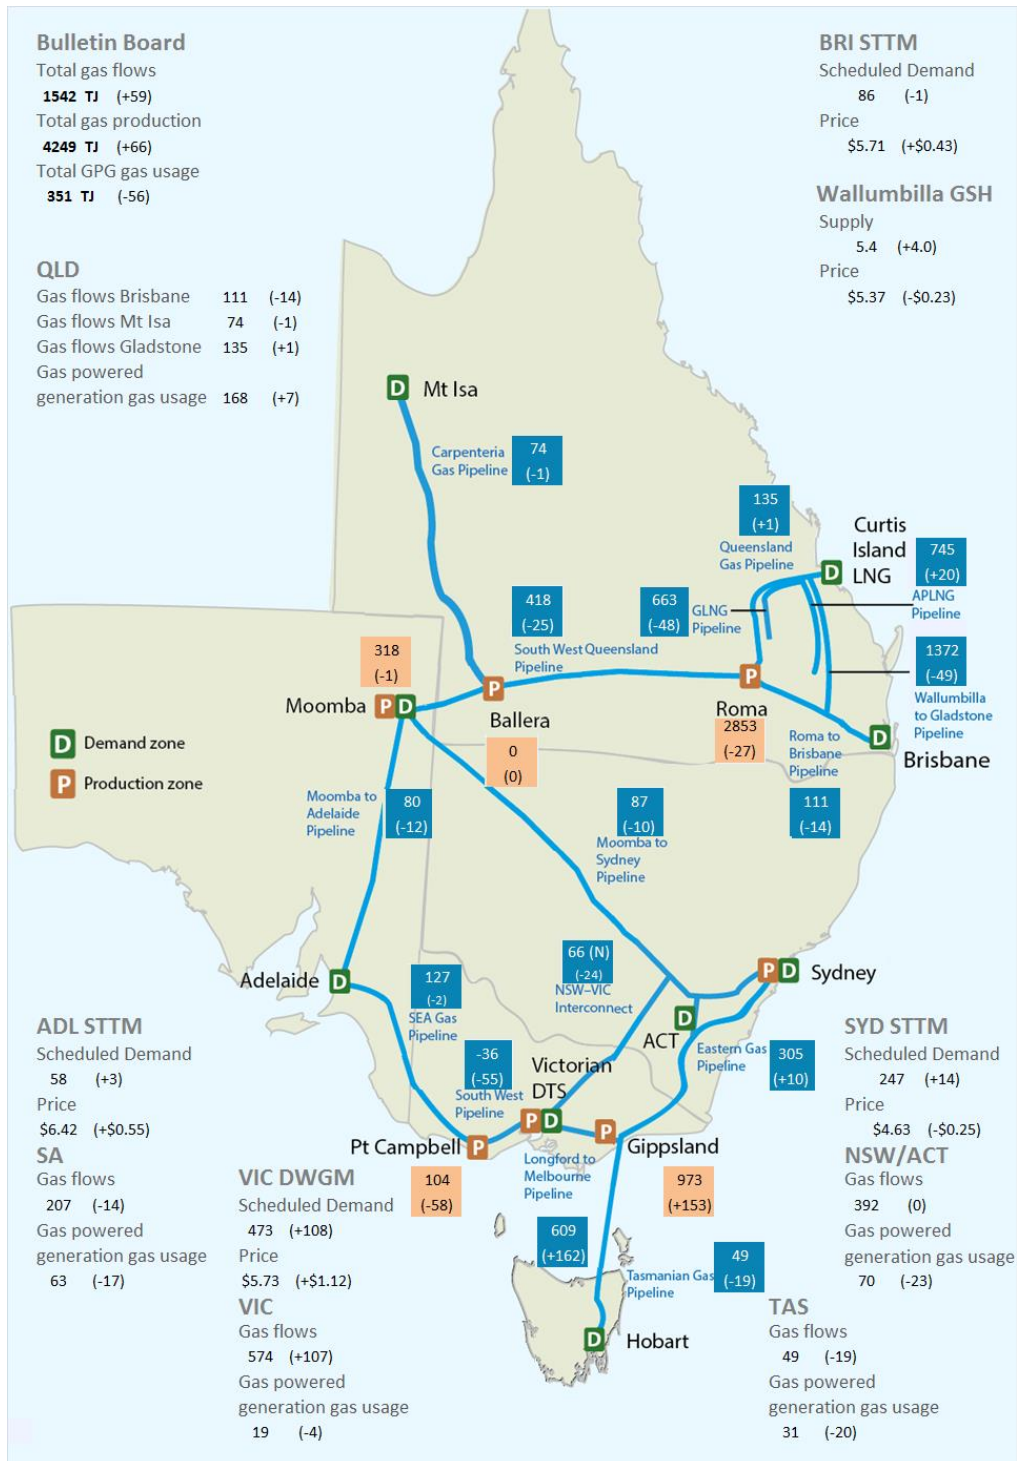 Bulletin Board
Total gas flows
1542 TJ (+59)
Total gas production
4249 TJ (+66)
Total GPG gas usage
351 TJ (-56)
BRI STTM
Scheduled Demand
86 (-1)
Price
$5.71 (+$0.43)
Wallumbilla GSH
Supply
5.4 (+4.0)
Price
$5.37 (-$0.23)
QLD
Gas flows Brisbane 111 (-14)
Gas flows Mt Isa 74 (-1)
Gas flows Gladstone 135 (+1)
Gas powered
generation gas usage 168 (+7)
D Mt Isa
Carpenteria
Gas Pipeline
74
(-1)
135
(+1)
Queensland
Gas Pipeline
Curtis
Island
LNG
D
745
(+20)
APLNG
Pipeline
418
(-25)
South West Queensland
Pipeline
663
(-48)
GLNG
Pipeline
1372
(-49)
Wallumbilla
to Gladstone
Pipeline
318
(-1)
Moomba P D
P
Ballera
0
(0)
P
Roma
2853
(-27)
Roma to
Brisbane
Pipeline
D
Brisbane
111
(-14)
D Demand zone
P Production zone
Moomba to
Adelaide
Pipeline
80
(-12)
87
(-10)
Moomba to
Sydney
Pipeline
Adelaide D
127
(-2)
SEA Gas
Pipeline
66 (N)
(-24)
NSW–VIC
Interconnect
P D Sydney
D
ACT
Eastern Gas
Pipeline
305
(+10)
-36
(-55)
South West
Pipeline
Victorian
DTS
P D
P
Gippsland
973
(+153)
Pt Campbell P
104
(-58)
Longford to
Melbourne
Pipeline
609
(+162)
49
(-19)
Tasmanian Gas
Pipeline
D Hobart
ADL STTM
Scheduled Demand
58 (+3)
Price
$6.42 (+$0.55)
SA
Gas flows
207 (-14)
Gas powered
generation gas usage
63 (-17)
VIC DWGM
Scheduled Demand
473 (+108)
Price
$5.73 (+$1.12)
VIC
Gas flows
574 (+107)
Gas powered
generation gas usage
19 (-4)
SYD STTM
Scheduled Demand
247 (+14)
Price
$4.63 (-$0.25)
NSW/ACT
Gas flows
392 (0)
Gas powered
generation gas usage
70 (-23)
TAS
Gas flows
49 (-19)
Gas powered
generation gas usage
31 (-20)